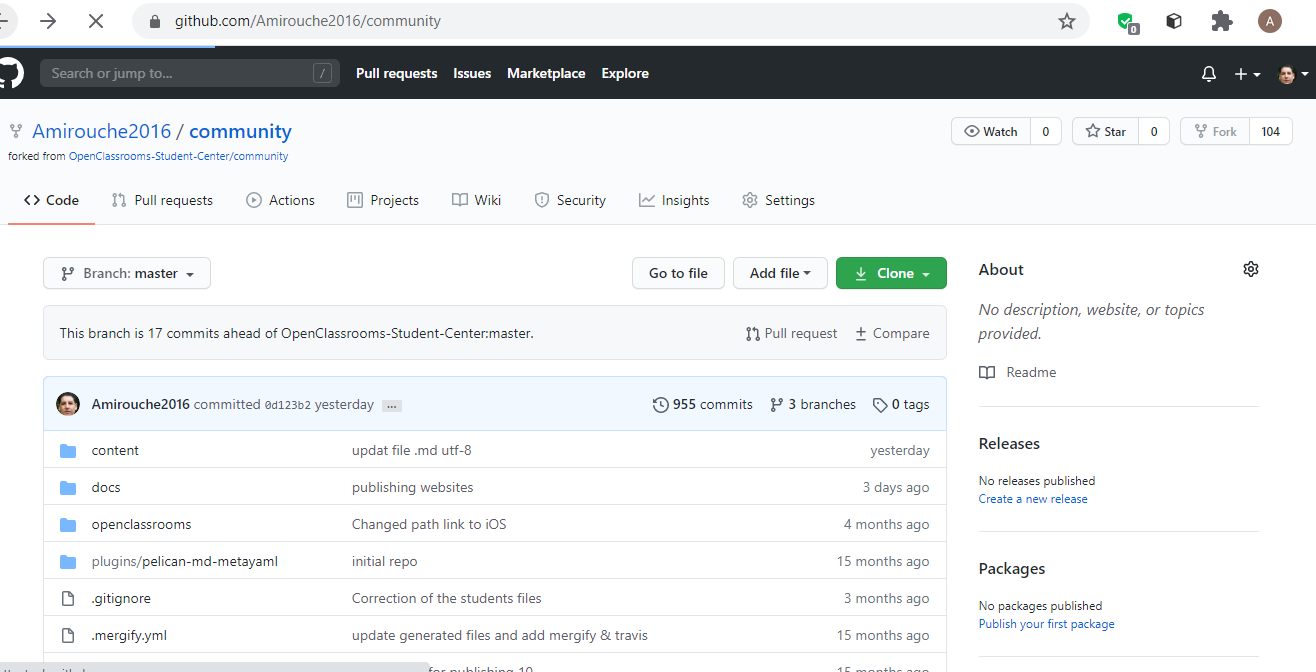 github.com/Amirouche2016/community
0
A
Search or jump to... /
Pull requests Issues Marketplace Explore
Amirouche2016 / community
Watch 0 Star 0 Fork 104
forked from OpenClassrooms-Student-Center/community
Code Pull requests Actions Projects Wiki Security Insights Settings
Branch: master Go to file Add file Clone
About
No description, website, or topics
provided.
This branch is 17 commits ahead of OpenClassrooms-Student-Center:master. Pull request Compare
Readme
Amirouche2016 committed 0d123b2 yesterday ... 955 commits 3 branches 0 tags
content updat file .md utf-8 yesterday
docs publishing websites 3 days ago
openclassrooms Changed path link to iOS 4 months ago
plugins/pelican-md-metayaml initial repo 15 months ago
.gitignore Correction of the students files 3 months ago
.mergify.yml update generated files and add mergify & travis 15 months ago
for publishing 10 15 months ago
Releases
No releases published
Create a new release
Packages
No packages published
Publish your first package